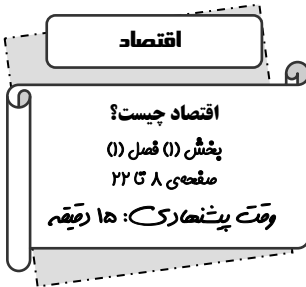 اقتصاد
اقتصاد چیست؟
بخش (۱) فصل (۱)
صفحه‌ی ۸ تا ۲۲
وقت پیشنهادی: ۱۵ دقیقه